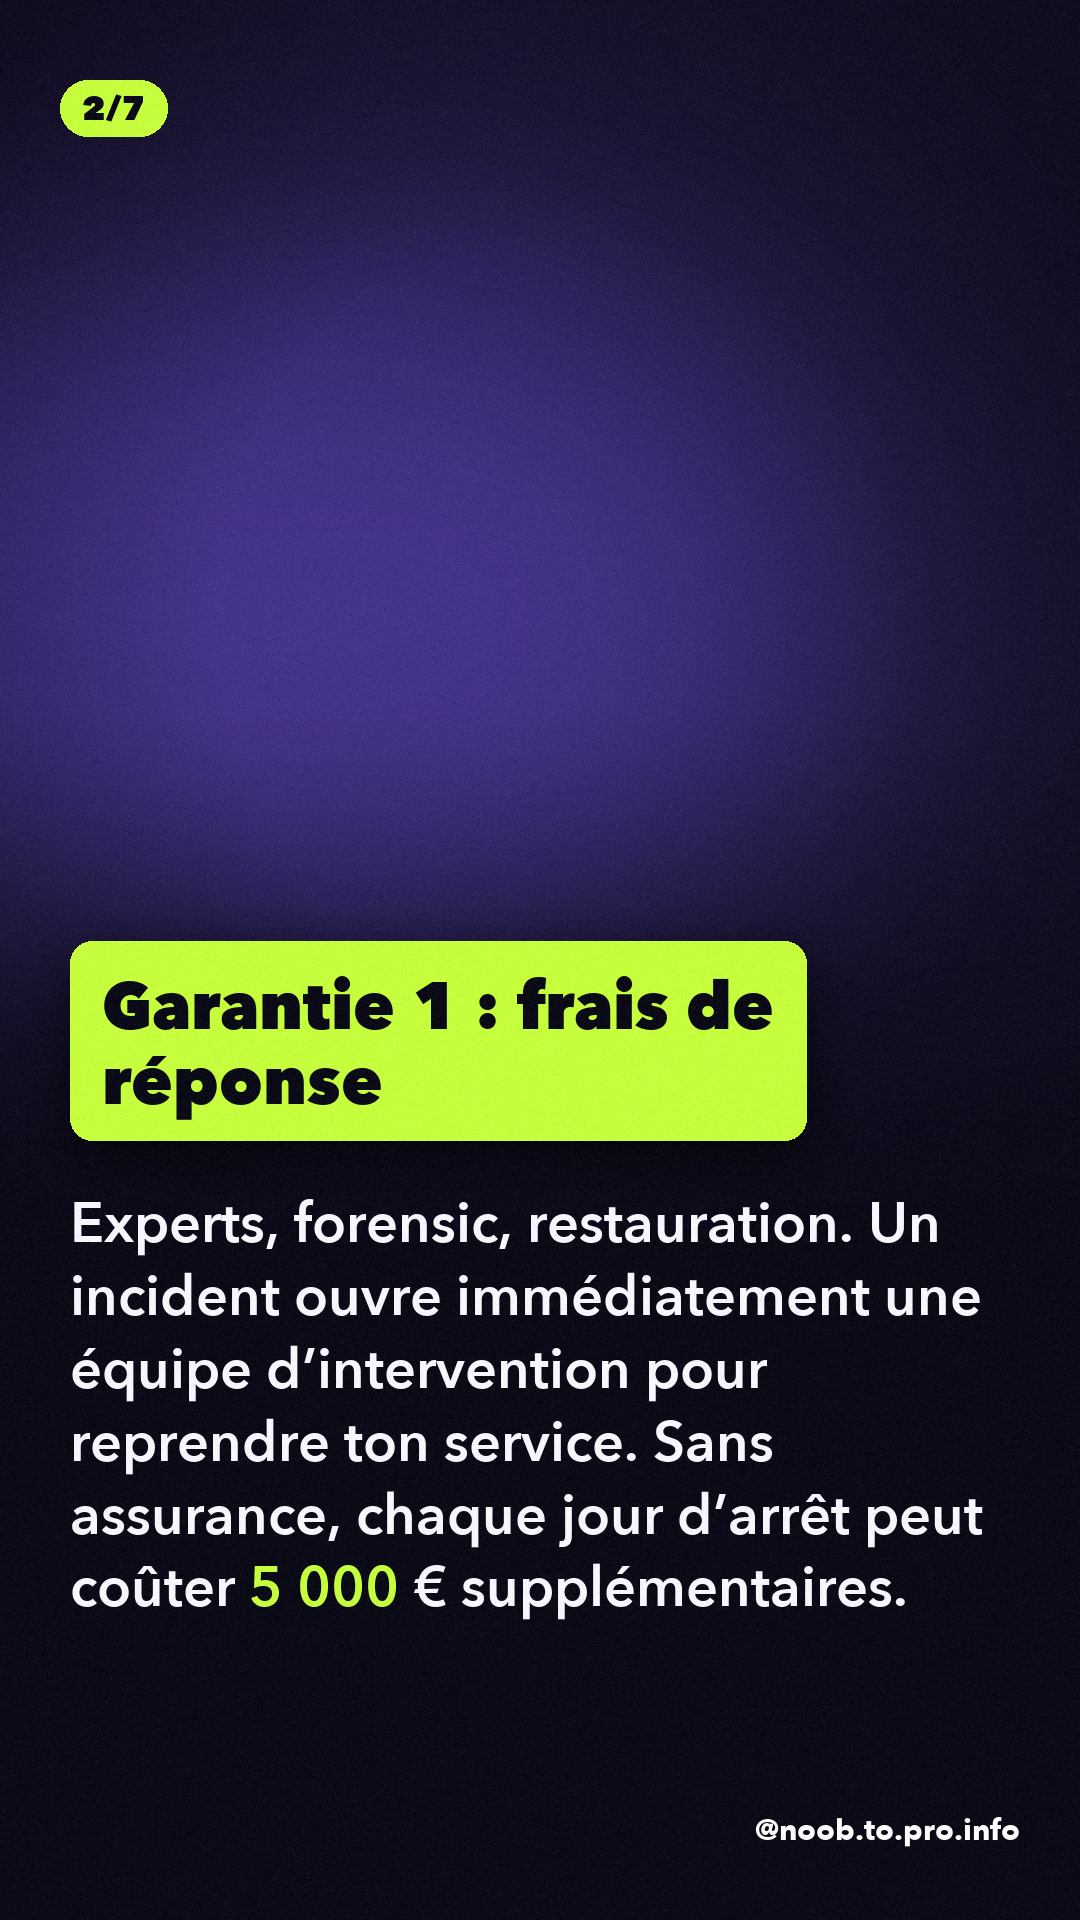 2/7
Garantie 1 : frais de
réponse
Experts, forensic, restauration. Un
incident ouvre immédiatement une
équipe d’intervention pour
reprendre ton service. Sans
assurance, chaque jour d’arrêt peut
coûter 5 000 € supplémentaires.
@noob.to.pro.info